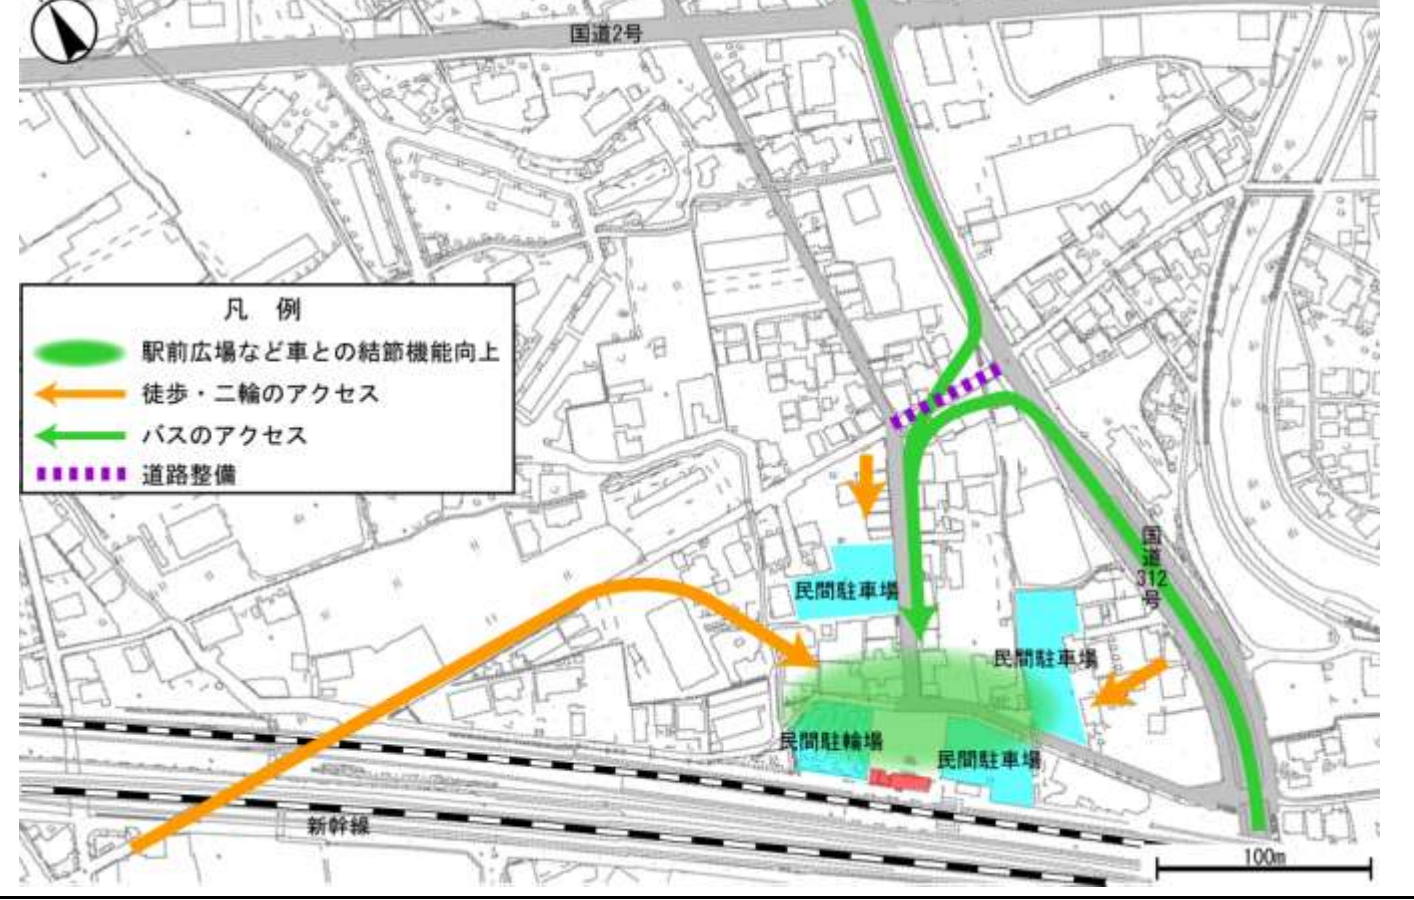 国道2号
凡 例
駅前広場など車との結節機能向上
徒歩・二輪のアクセス
バスのアクセス
道路整備
国道312号
民間駐車場
民間駐車場
民間駐輪場
民間駐車場
新幹線
100m